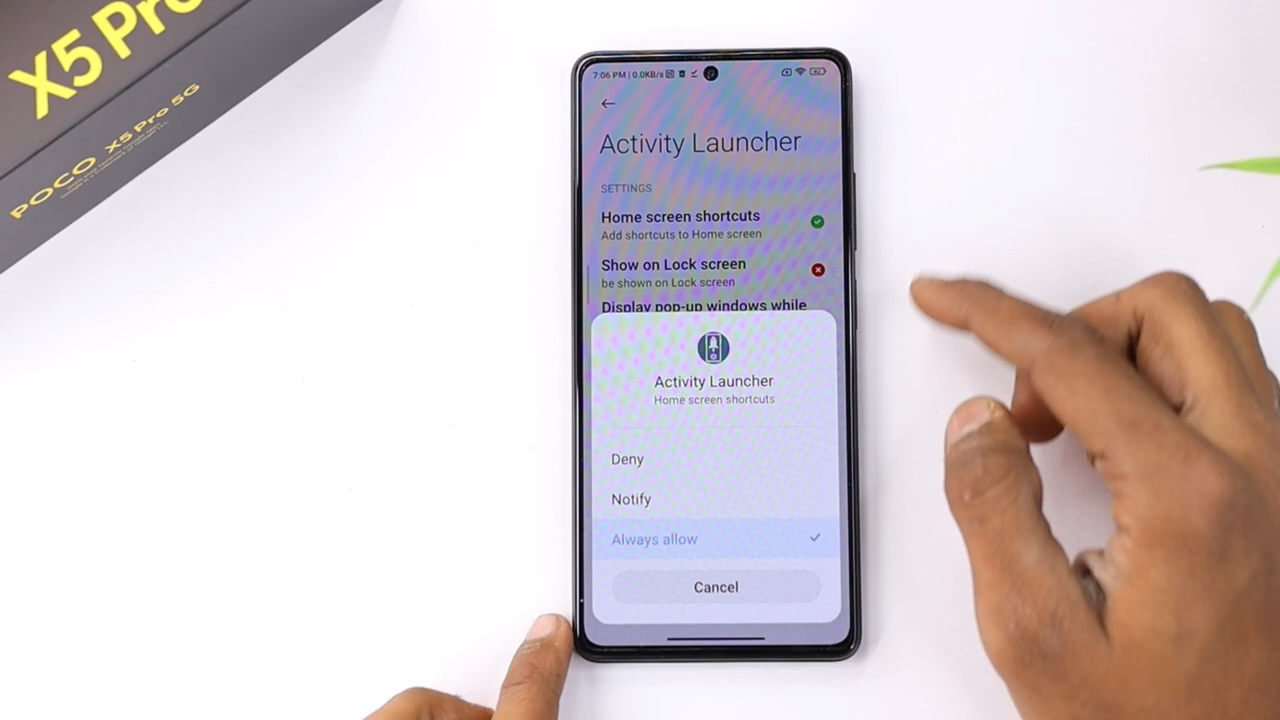 X5 Pro
POCO X5 Pro 5G
7:06 PM | 0.0KB/s
Activity Launcher
SETTINGS
Home screen shortcuts
Add shortcuts to Home screen
Show on Lock screen
be shown on Lock screen
Display pop-up windows while
Activity Launcher
Home screen shortcuts
Deny
Notify
Always allow
Cancel